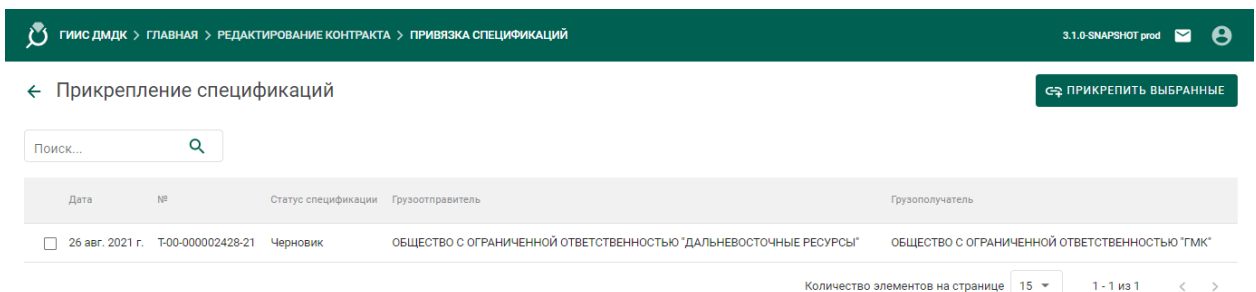 ГИИС ДМДК > ГЛАВНАЯ > РЕДАКТИРОВАНИЕ КОНТРАКТА > ПРИВЯЗКА СПЕЦИФИКАЦИЙ 3.1.0-SNAPSHOT prod
Прикрепление спецификаций ПРИКРЕПИТЬ ВЫБРАННЫЕ
Поиск...
Дата № Статус спецификации Грузоотправитель Грузополучатель
26 авг. 2021 г. T-00-000002428-21 Черновик ОБЩЕСТВО С ОГРАНИЧЕННОЙ ОТВЕТСТВЕННОСТЬЮ "ДАЛЬНЕВОСТОЧНЫЕ РЕСУРСЫ" ОБЩЕСТВО С ОГРАНИЧЕННОЙ ОТВЕТСТВЕННОСТЬЮ "ГМК"
Количество элементов на странице 15 1 - 1 из 1